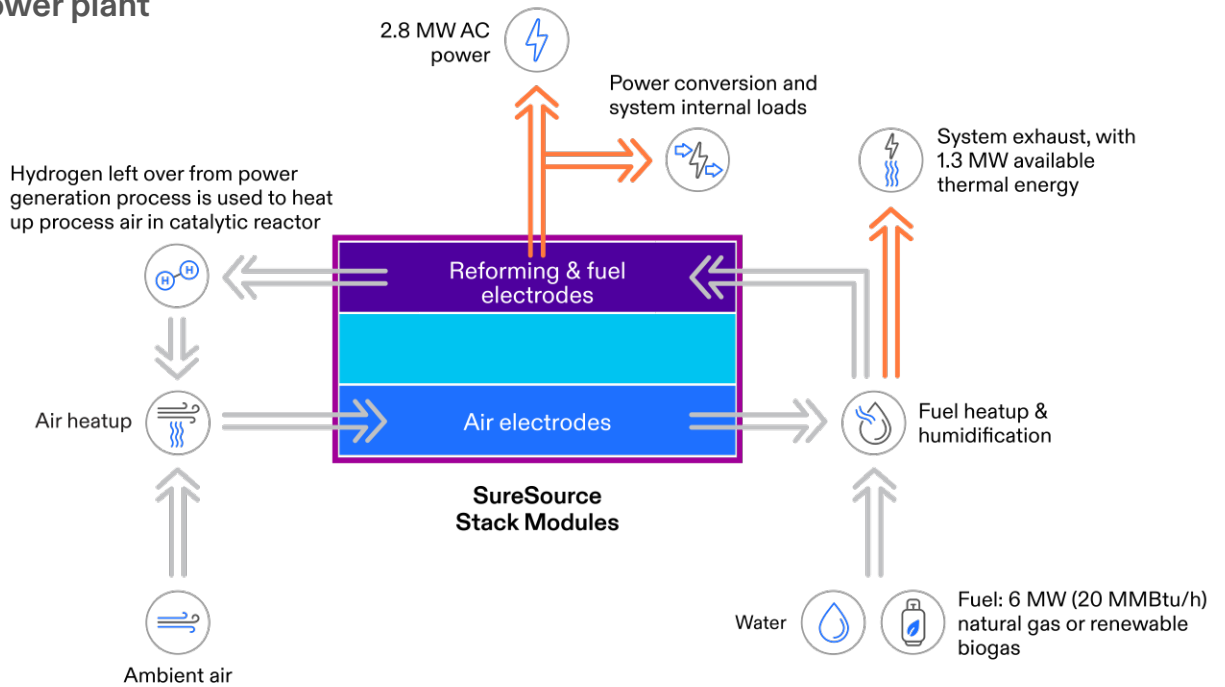 ower plant
2.8 MW AC
power
Power conversion and
system internal loads
System exhaust, with
1.3 MW available
thermal energy
Hydrogen left over from power
generation process is used to heat
up process air in catalytic reactor
H
H
Reforming & fuel
electrodes
Air heatup
Air electrodes
Fuel heatup &
humidification
SureSource
Stack Modules
Water
Fuel: 6 MW (20 MMBtu/h)
natural gas or renewable
biogas
Ambient air